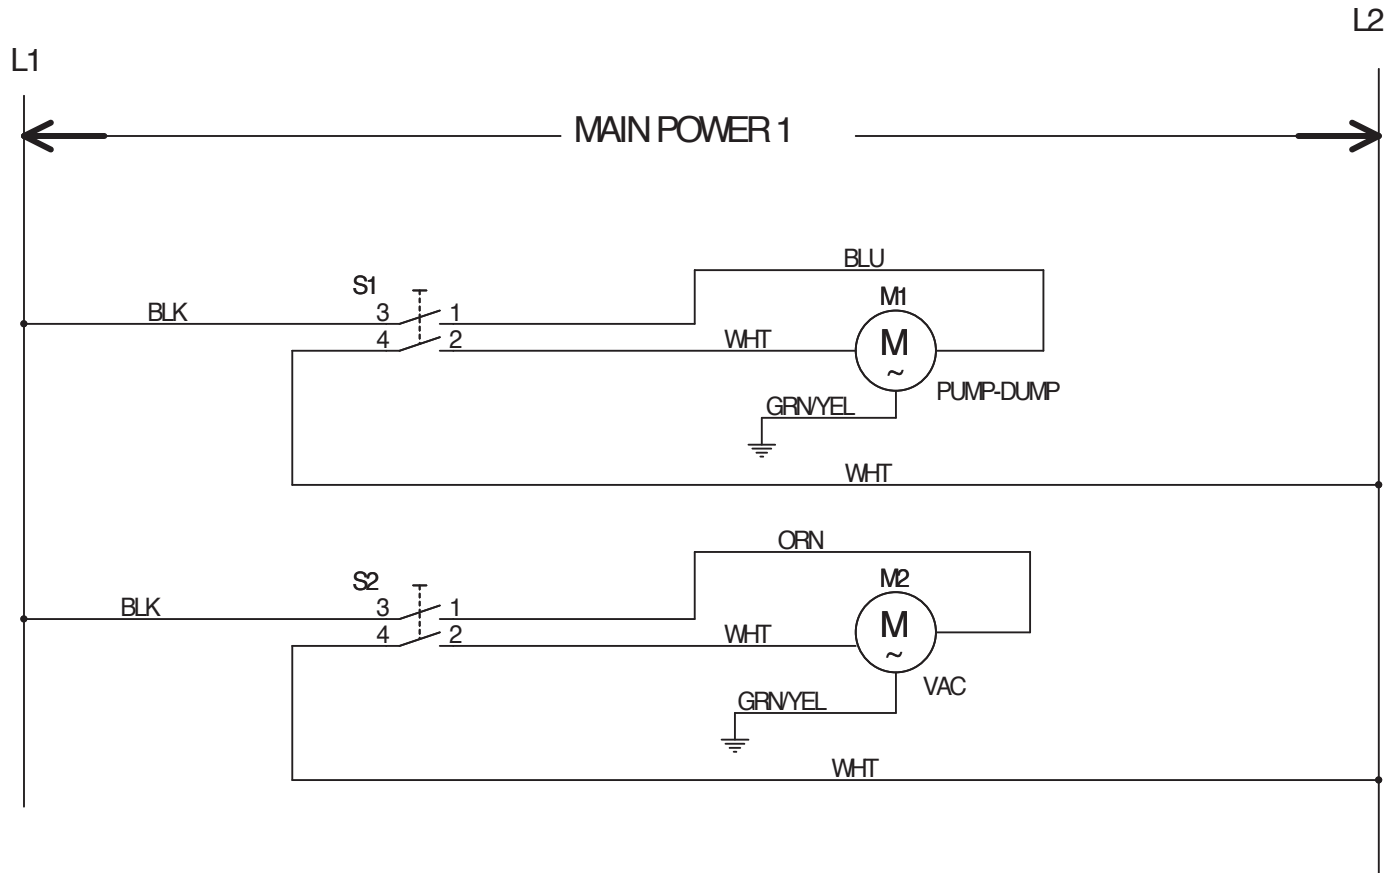 L2
L1
MAIN POWER 1
BLU
S1
M1
BLK
3 1
4 2
WHT
M
~
PUMP-DUMP
GRN/YEL
WHT
ORN
S2
M2
BLK
3 1
4 2
WHT
M
~
VAC
GRN/YEL
WHT